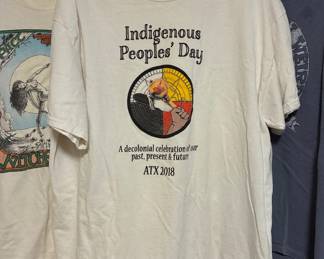 Indigenous
Peoples' Day
A decolonial celebration of our
past, present & future
ATX 2018